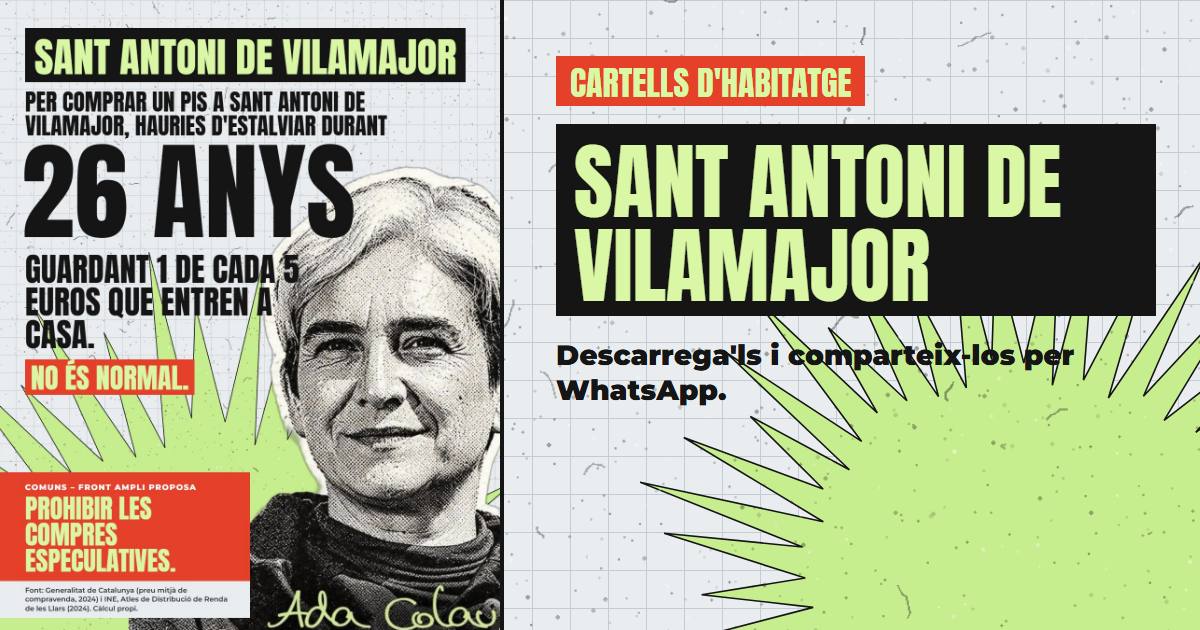 SANT ANTONI DE VILAMAJOR
PER COMPRAR UN PIS A SANT ANTONI DE
VILAMAJOR, HAURIES D'ESTALVIAR DURANT
26 ANYS
GUARDANT 1 DE CADA 5
EUROS QUE ENTREN A
CASA.
NO ÉS NORMAL.
COMUNS – FRONT AMPLI PROPOSA
PROHIBIR LES
COMPRES
ESPECULATIVES.
Font: Generalitat de Catalunya (preu mitjà de
compravenda, 2024) i INE, Atles de Distribució de Renda
de les Llars (2024). Càlcul propi.
Ada Colau
CARTELLS D'HABITATGE
SANT ANTONI DE
VILAMAJOR
Descarrega'ls i comparteix-los per
WhatsApp.